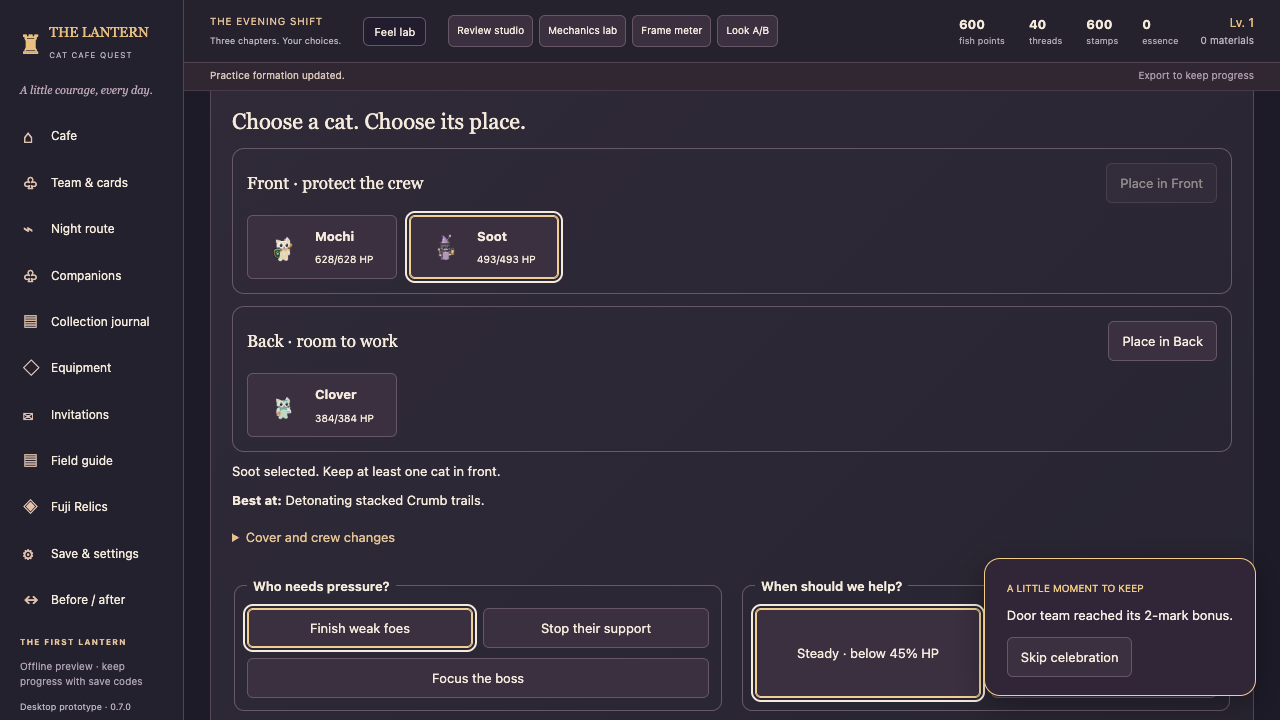 THE LANTERN
CAT CAFE QUEST
A little courage, every day.
Cafe
Team & cards
Night route
Companions
Collection journal
Equipment
Invitations
Field guide
Fuji Relics
Save & settings
Before / after
THE FIRST LANTERN
Offline preview · keep
progress with save codes
Desktop prototype · 0.7.0
THE EVENING SHIFT
Three chapters. Your choices.
Feel lab
Review studio
Mechanics lab
Frame meter
Look A/B
600
fish points
40
threads
600
stamps
0
essence
Lv. 1
0 materials
Practice formation updated.
Export to keep progress
Choose a cat. Choose its place.
Front · protect the crew
Place in Front
Mochi
628/628 HP
Soot
493/493 HP
Back · room to work
Place in Back
Clover
384/384 HP
Soot selected. Keep at least one cat in front.
Best at: Detonating stacked Crumb trails.
Cover and crew changes
Who needs pressure?
Finish weak foes
Stop their support
Focus the boss
When should we help?
Steady · below 45% HP
A LITTLE MOMENT TO KEEP
Door team reached its 2-mark bonus.
Skip celebration